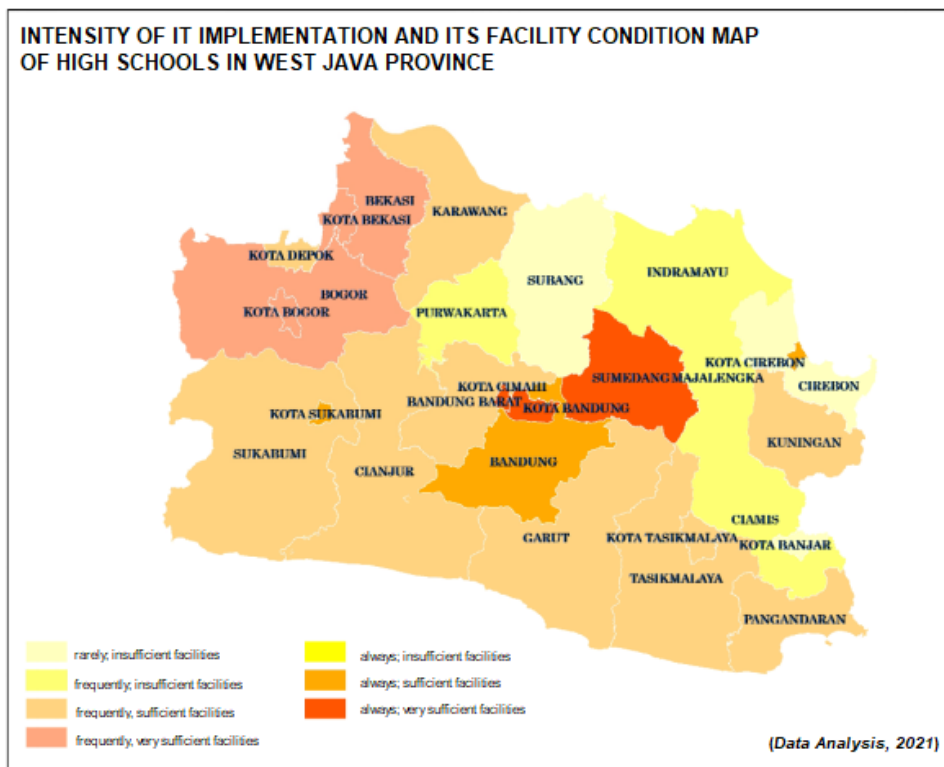 INTENSITY OF IT IMPLEMENTATION AND ITS FACILITY CONDITION MAP
OF HIGH SCHOOLS IN WEST JAVA PROVINCE
BEKASI
KOTA BEKASI
KARAWANG
KOTA DEPOK
BOGOR
KOTA BOGOR
PURWAKARTA
SUBANG
INDRAMAYU
KOTA CIREBON
CIREBON
SUMEDANG
MAJALENGKA
KOTA CIMAHI
BANDUNG BARAT
KOTA BANDUNG
KOTA SUKABUMI
SUKABUMI
CIANJUR
BANDUNG
KUNINGAN
GARUT
CIAMIS
KOTA TASIKMALAYA
KOTA BANJAR
TASIKMALAYA
PANGANDARAN
rarely; insufficient facilities
frequently, insufficient facilities
frequently, sufficient facilities
frequently, very sufficient facilities
always; insufficient facilities
always; sufficient facilities
always; very sufficient facilities
(Data Analysis, 2021)